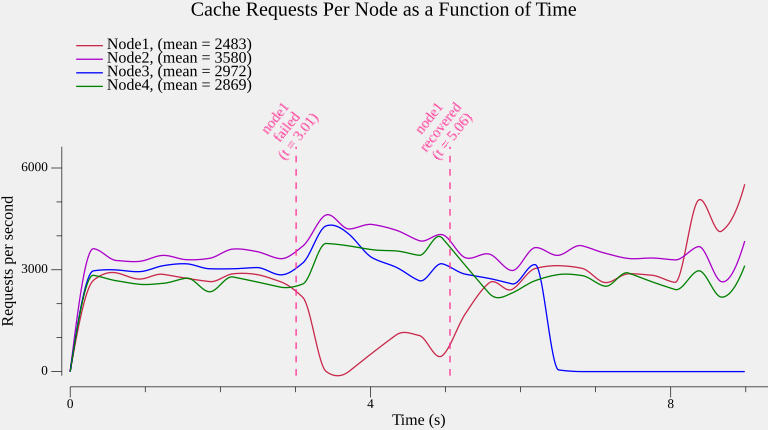 Cache Requests Per Node as a Function of Time
Node1, (mean = 2483)
Node2, (mean = 3580)
Node3, (mean = 2972)
Node4, (mean = 2869)
node1
failed
(t = 3.01)
node1
recovered
(t = 5.06)
Requests per second
6000
3000
0
0
4
8
Time (s)